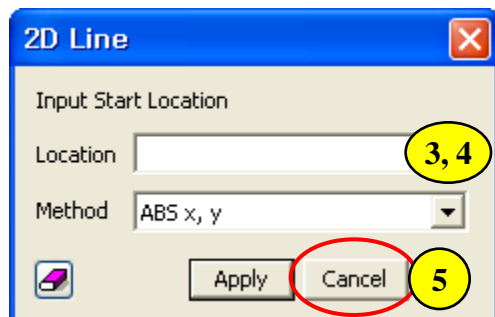 2D Line
Input Start Location
Location 3, 4
Method ABS x, y
Apply Cancel 5